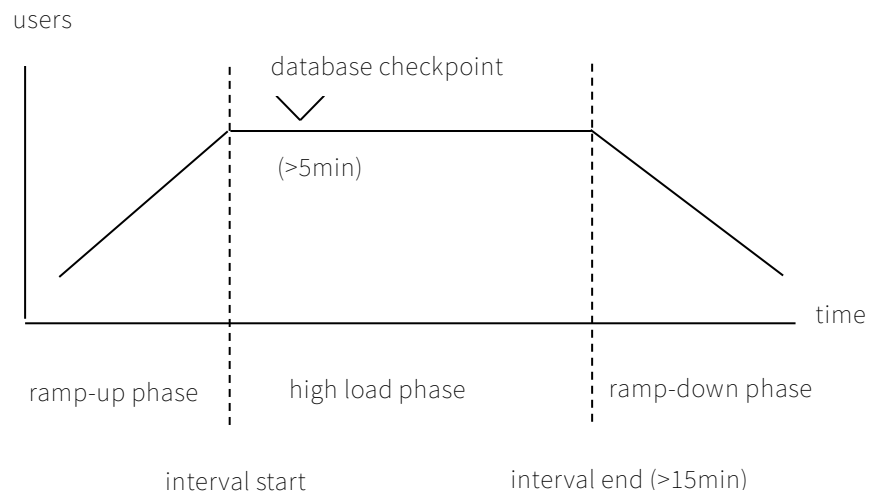 users
database checkpoint
(>5min)
time
ramp-up phase
high load phase
ramp-down phase
interval start
interval end (>15min)